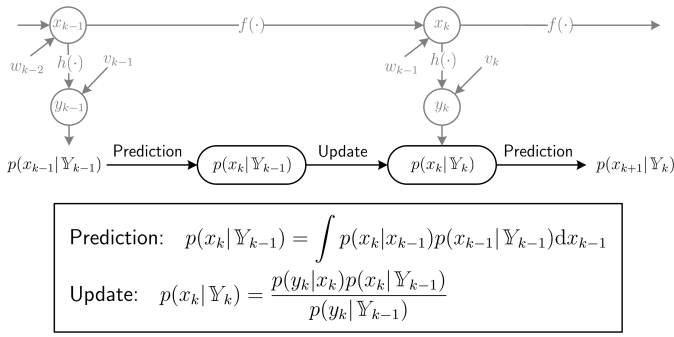 x_{k-1} f(·) x_k f(·)
w_{k-2} h(·) v_{k-1} w_{k-1} h(·) v_k
y_{k-1} y_k
p(x_{k-1}|𝕐_{k-1}) Prediction p(x_k|𝕐_{k-1}) Update p(x_k|𝕐_k) Prediction p(x_{k+1}|𝕐_k)
Prediction: p(x_k|𝕐_{k-1}) = ∫ p(x_k|x_{k-1})p(x_{k-1}|𝕐_{k-1})dx_{k-1}
Update: p(x_k|𝕐_k) = \frac{p(y_k|x_k)p(x_k|𝕐_{k-1})}{p(y_k|𝕐_{k-1})}